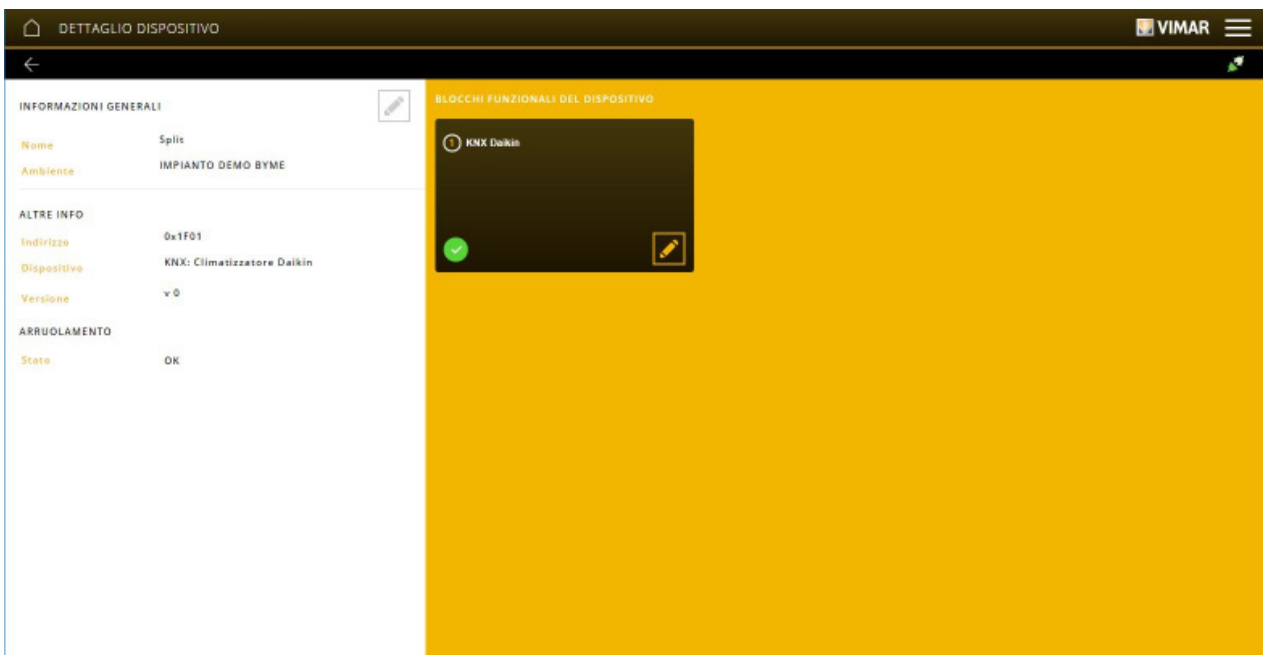 DETTAGLIO DISPOSITIVO
VIMAR
INFORMAZIONI GENERALI
Nome Split
Ambiente IMPIANTO DEMO BYME
ALTRE INFO
Indirizzo 0x1F01
Dispositivo KNX: Climatizzatore Daikin
Versione v 0
ARRUOLAMENTO
Stato OK
BLOCCHI FUNZIONALI DEL DISPOSITIVO
1 KNX Daikin